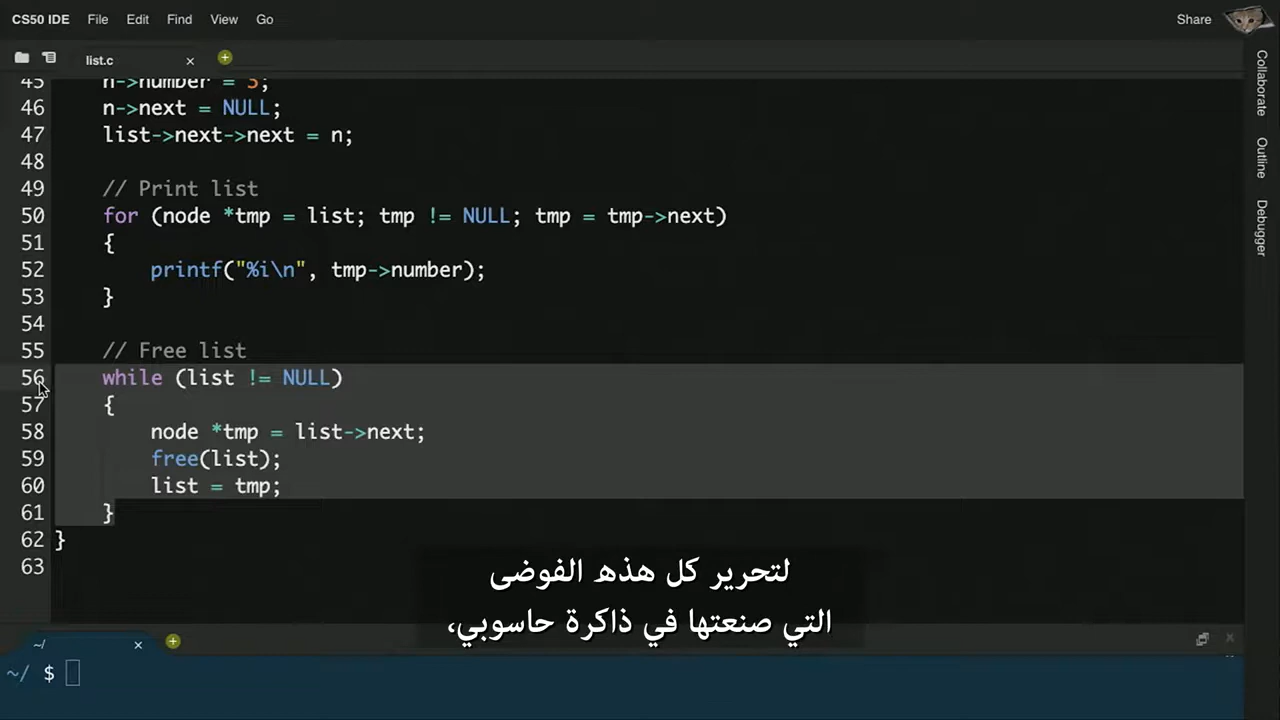 CS50 IDE File Edit Find View Go Share
list.c
45 n->number = 3;
46 n->next = NULL;
47 list->next->next = n;
48
49 // Print list
50 for (node *tmp = list; tmp != NULL; tmp = tmp->next)
51 {
52 printf("%i\n", tmp->number);
53 }
54
55 // Free list
56 while (list != NULL)
57 {
58 node *tmp = list->next;
59 free(list);
60 list = tmp;
61 }
62 }
63
لتحرير كل هذه الفوضى
التي صنعتها في ذاكرة حاسوبي،
~/
~/ $
Collaborate
Outline
Debugger